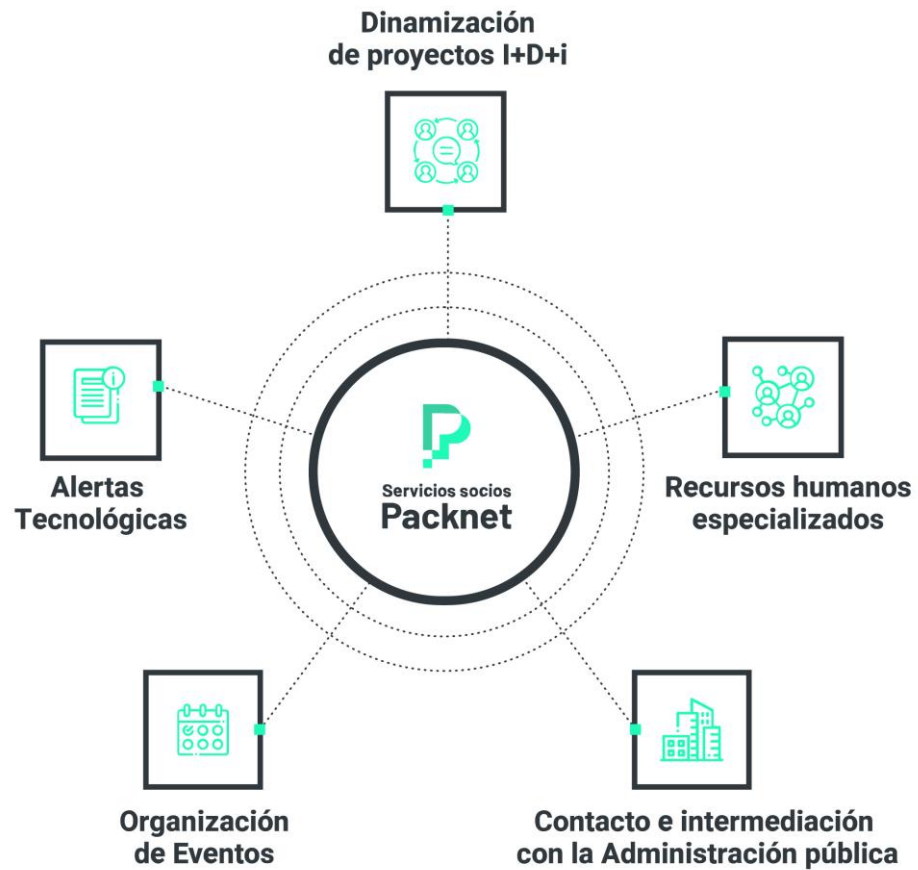 Dinamización
de proyectos I+D+i
Alertas
Tecnológicas
Servicios socios
Packnet
Recursos humanos
especializados
Organización
de Eventos
Contacto e intermediación
con la Administración pública